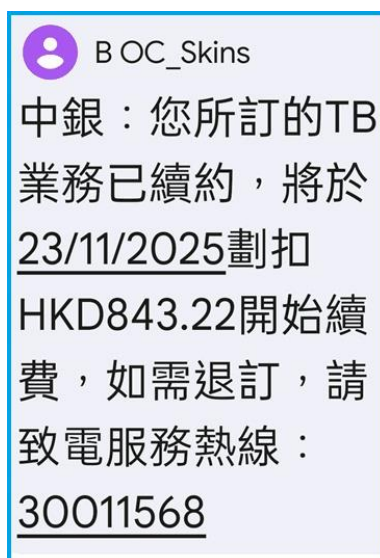 B OC_Skins
中銀：您所訂的TB
業務已續約，將於
23/11/2025劃扣
HKD843.22開始續
費，如需退訂，請
致電服務熱線：
30011568